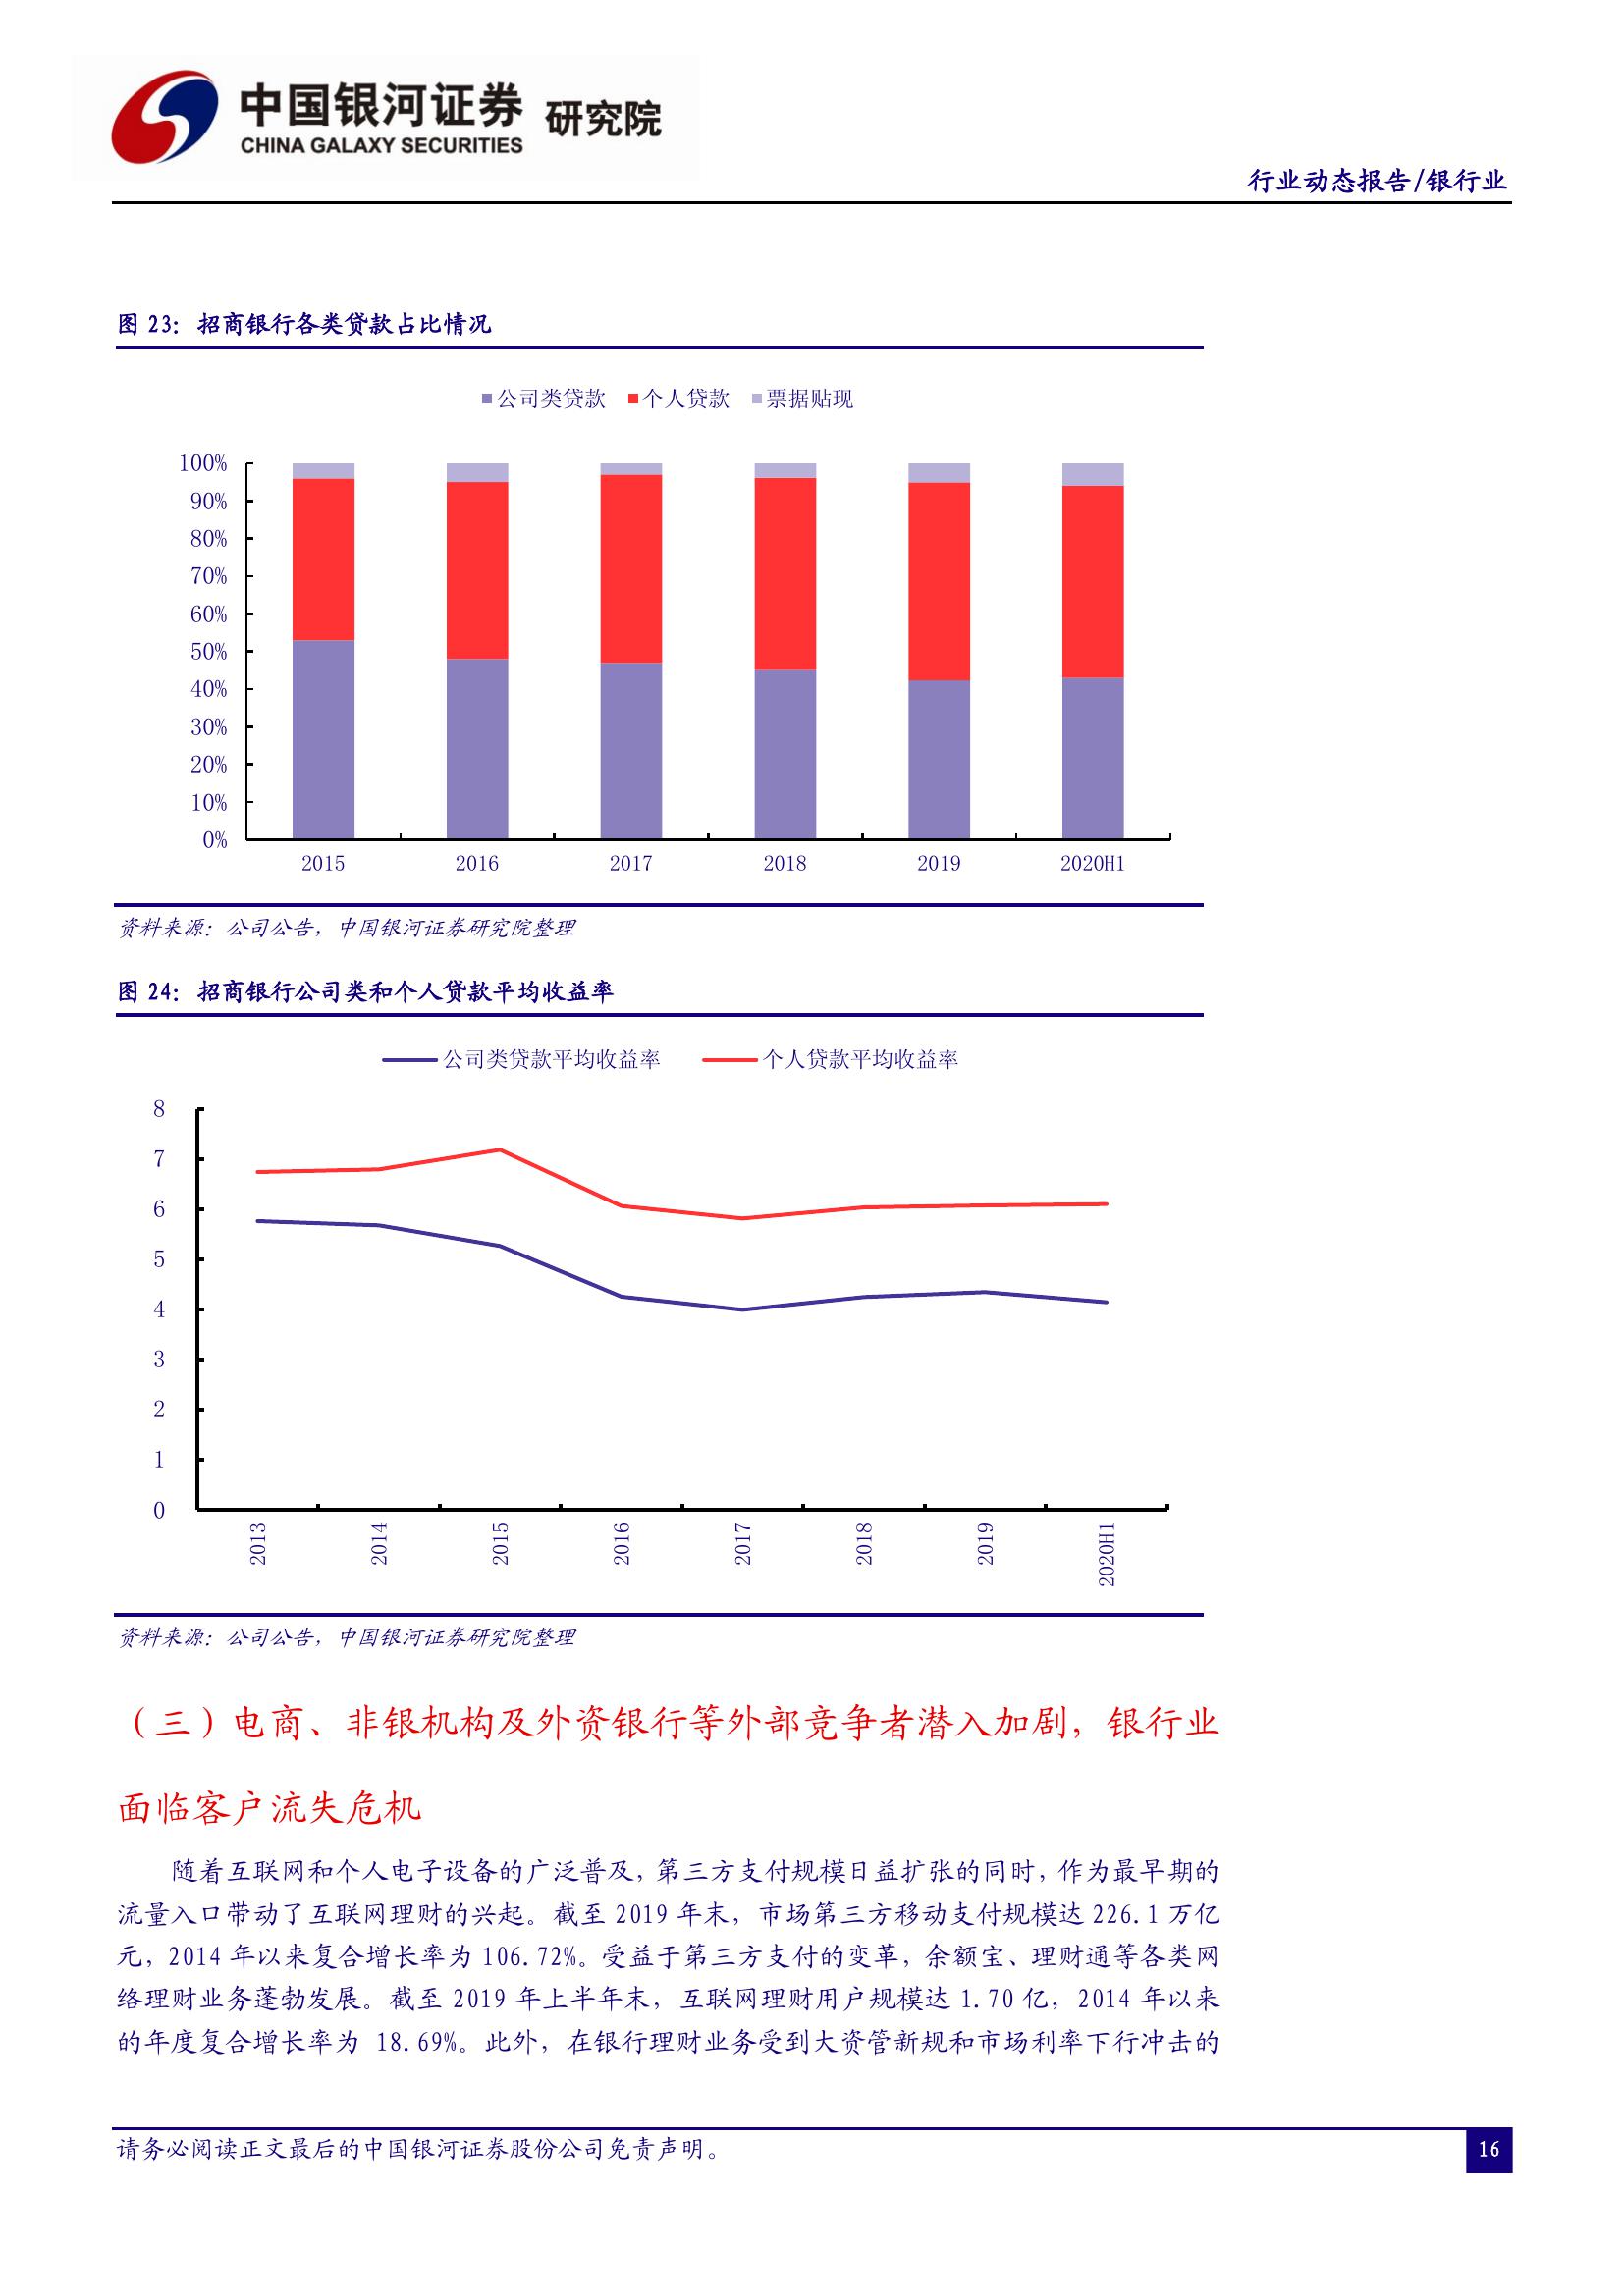 中国银河证券 研究院
CHINA GALAXY SECURITIES
行业动态报告/银行业
图 23：招商银行各类贷款占比情况
公司类贷款 个人贷款 票据贴现
100%
90%
80%
70%
60%
50%
40%
30%
20%
10%
0%
2015 2016 2017 2018 2019 2020H1
资料来源：公司公告，中国银河证券研究院整理
图 24：招商银行公司类和个人贷款平均收益率
公司类贷款平均收益率 个人贷款平均收益率
8
7
6
5
4
3
2
1
0
2013 2014 2015 2016 2017 2018 2019 2020H1
资料来源：公司公告，中国银河证券研究院整理
（三）电商、非银机构及外资银行等外部竞争者潜入加剧，银行业
面临客户流失危机
随着互联网和个人电子设备的广泛普及，第三方支付规模日益扩张的同时，作为最早期的
流量入口带动了互联网理财的兴起。截至 2019 年末，市场第三方移动支付规模达 226.1 万亿
元，2014 年以来复合增长率为 106.72%。受益于第三方支付的变革，余额宝、理财通等各类网
络理财业务蓬勃发展。截至 2019 年上半年末，互联网理财用户规模达 1.70 亿，2014 年以来
的年度复合增长率为 18.69%。此外，在银行理财业务受到大资管新规和市场利率下行冲击的
请务必阅读正文最后的中国银河证券股份公司免责声明。
16